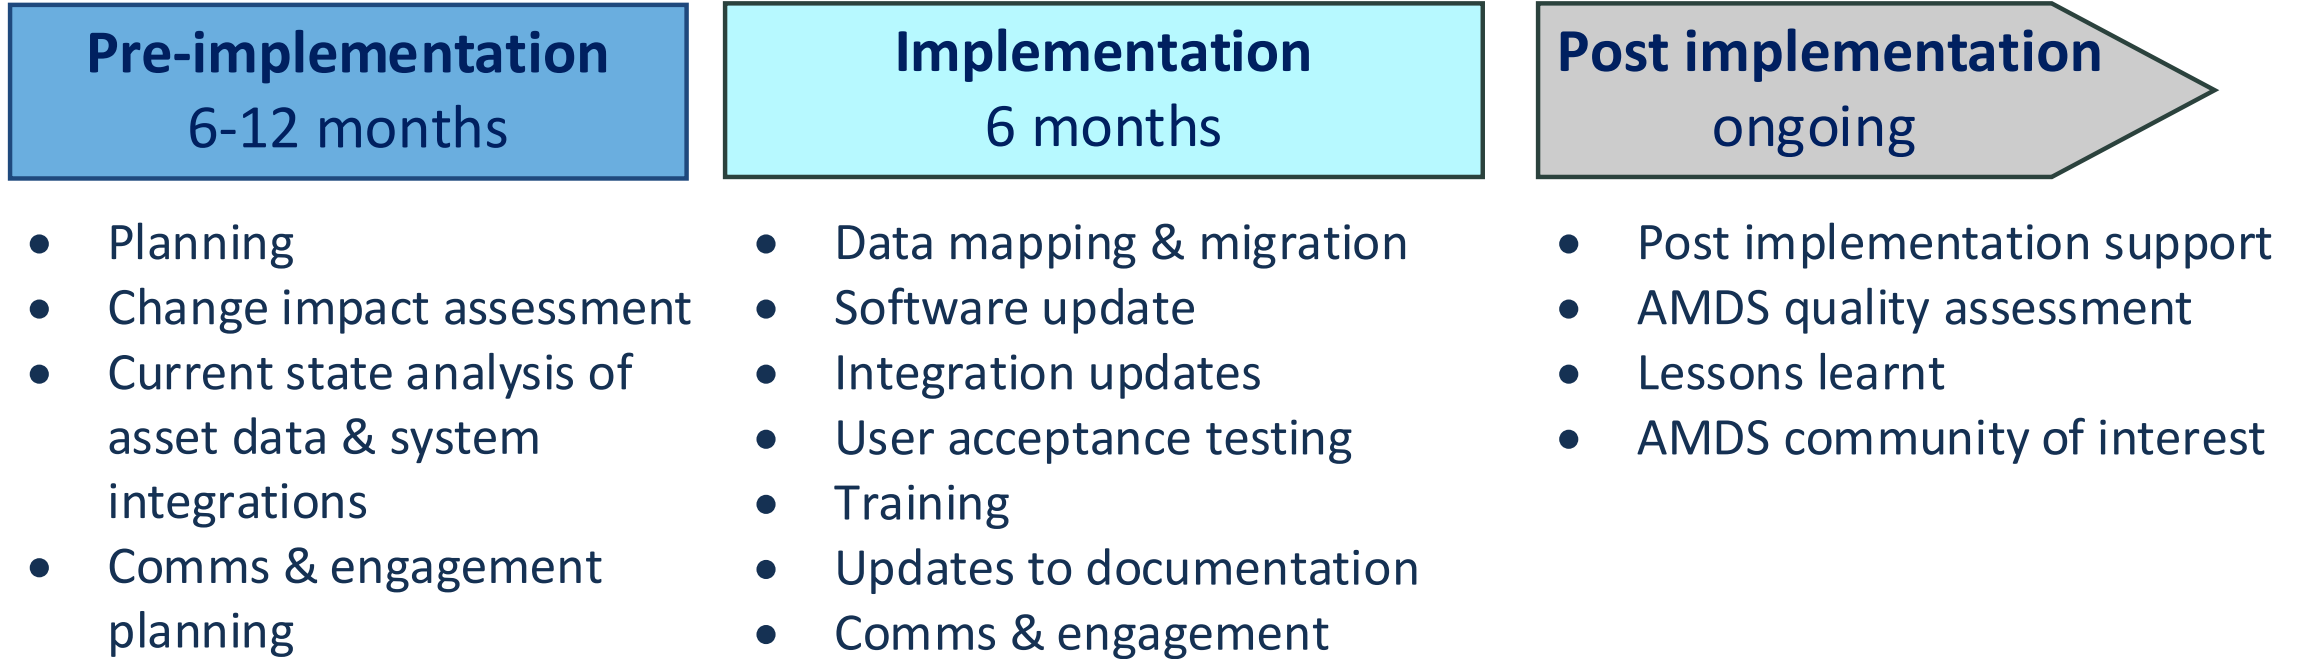 Pre-implementation
6-12 months
• Planning
• Change impact assessment
• Current state analysis of
asset data & system
integrations
• Comms & engagement
planning
Implementation
6 months
• Data mapping & migration
• Software update
• Integration updates
• User acceptance testing
• Training
• Updates to documentation
• Comms & engagement
Post implementation
ongoing
• Post implementation support
• AMDS quality assessment
• Lessons learnt
• AMDS community of interest